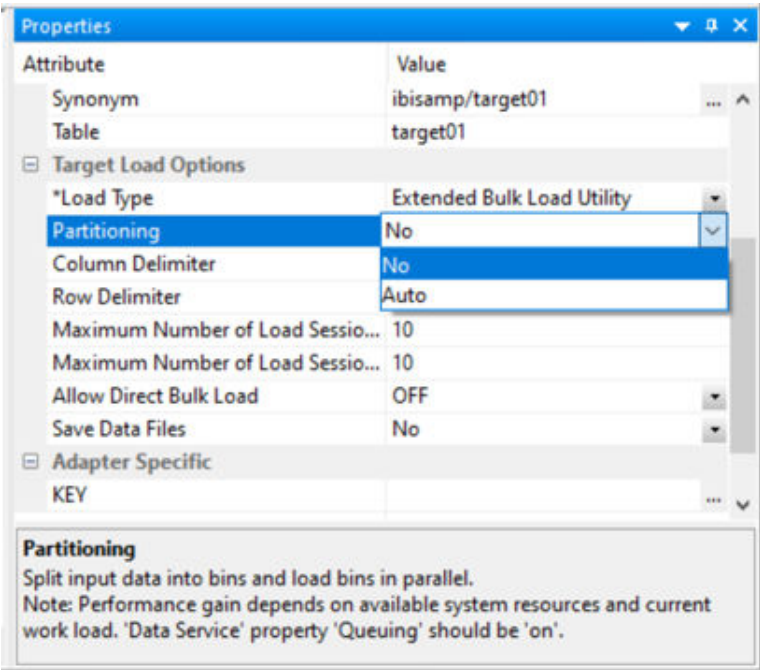 Properties
Attribute Value
Synonym ibisamp/target01 ...
Table target01
Target Load Options
*Load Type Extended Bulk Load Utility
Partitioning No
Column Delimiter No
Row Delimiter Auto
Maximum Number of Load Sessio... 10
Maximum Number of Load Sessio... 10
Allow Direct Bulk Load OFF
Save Data Files No
Adapter Specific
KEY ...
Partitioning
Split input data into bins and load bins in parallel.
Note: Performance gain depends on available system resources and current
work load. 'Data Service' property 'Queuing' should be 'on'.